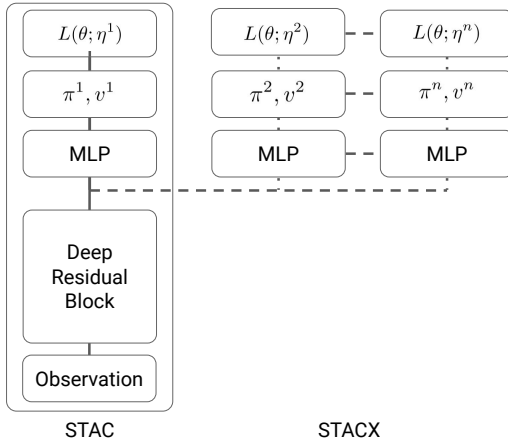 L(θ; η¹)
L(θ; η²)
L(θ; ηⁿ)
π¹, v¹
π², v²
πⁿ, vⁿ
MLP
MLP
MLP
Deep
Residual
Block
Observation
STAC
STACX